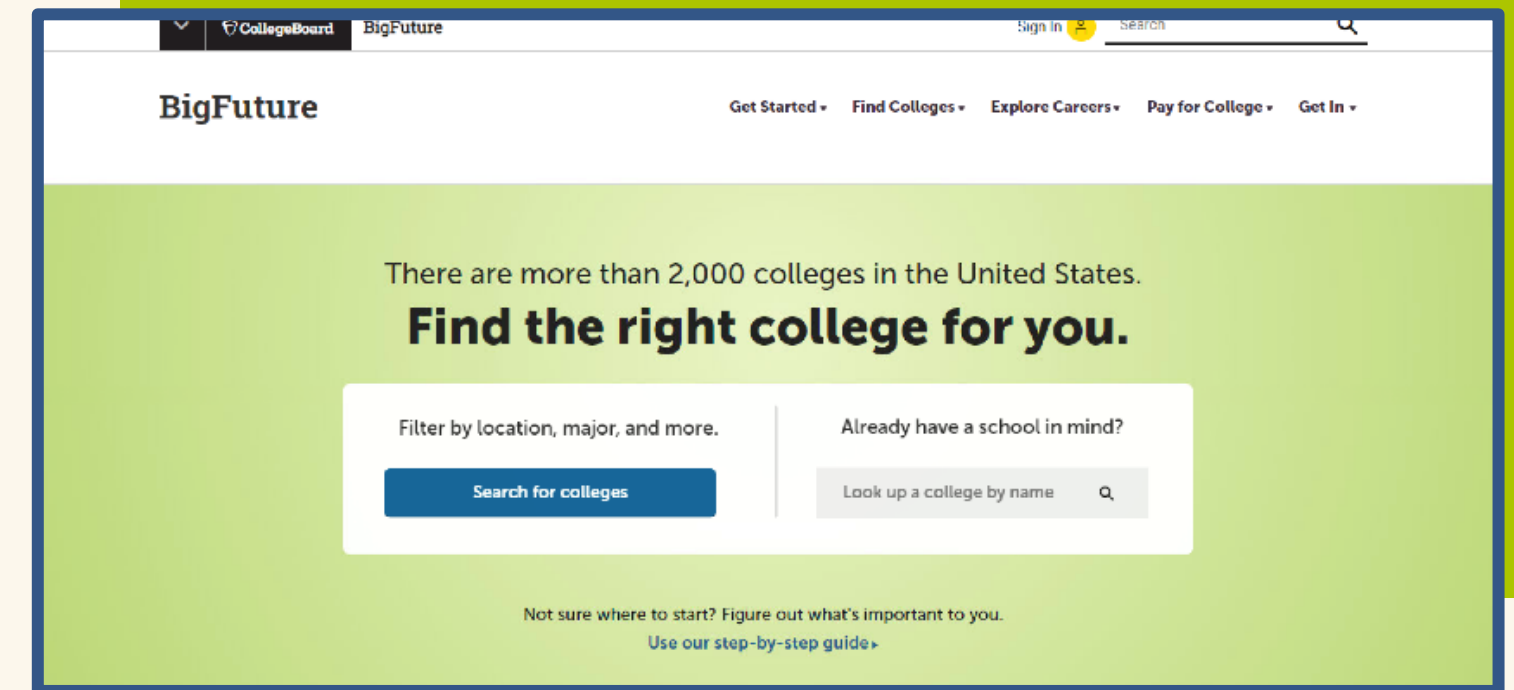 CollegeBoard BigFuture Sign In Search
BigFuture Get Started Find Colleges Explore Careers Pay for College Get In
There are more than 2,000 colleges in the United States.
Find the right college for you.
Filter by location, major, and more.
Search for colleges
Already have a school in mind?
Look up a college by name
Not sure where to start? Figure out what's important to you.
Use our step-by-step guide